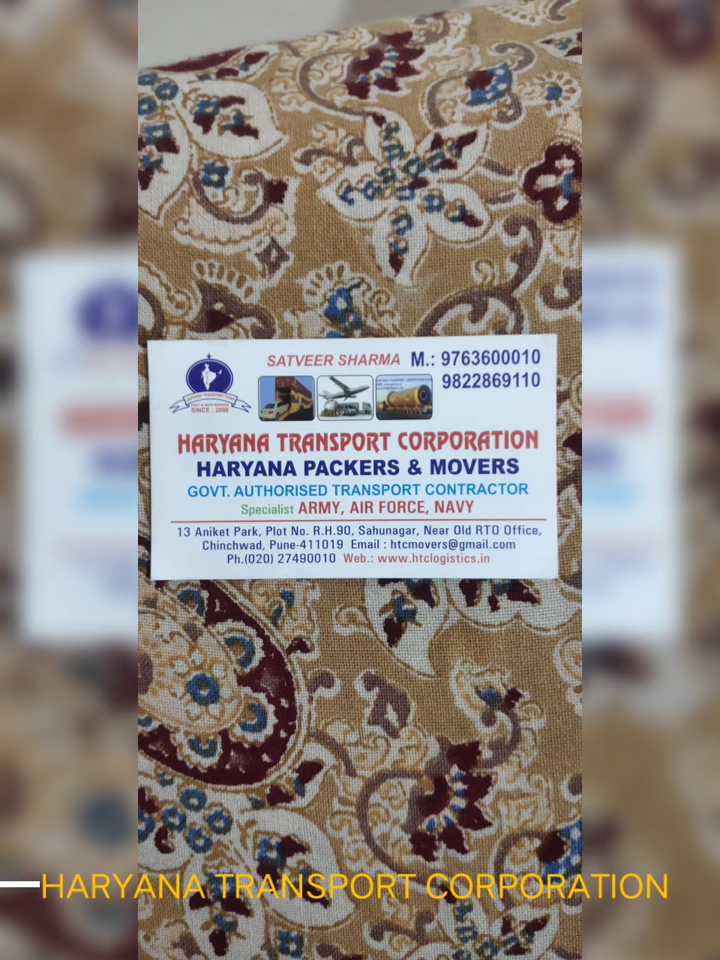 SATVEER SHARMA M.: 9763600010
9822869110
HARYANA TRANSPORT CORPORATION
HARYANA PACKERS & MOVERS
GOVT. AUTHORISED TRANSPORT CONTRACTOR
Specialist ARMY, AIR FORCE, NAVY
13 Aniket Park, Plot No. R.H.90, Sahunagar, Near Old RTO Office,
Chinchwad, Pune-411019 Email : htcmovers@gmail.com
Ph.(020) 27490010 Web.: www.htclogistics.in
SINCE : 2006
HARYANA TRANSPORT CORPORATION